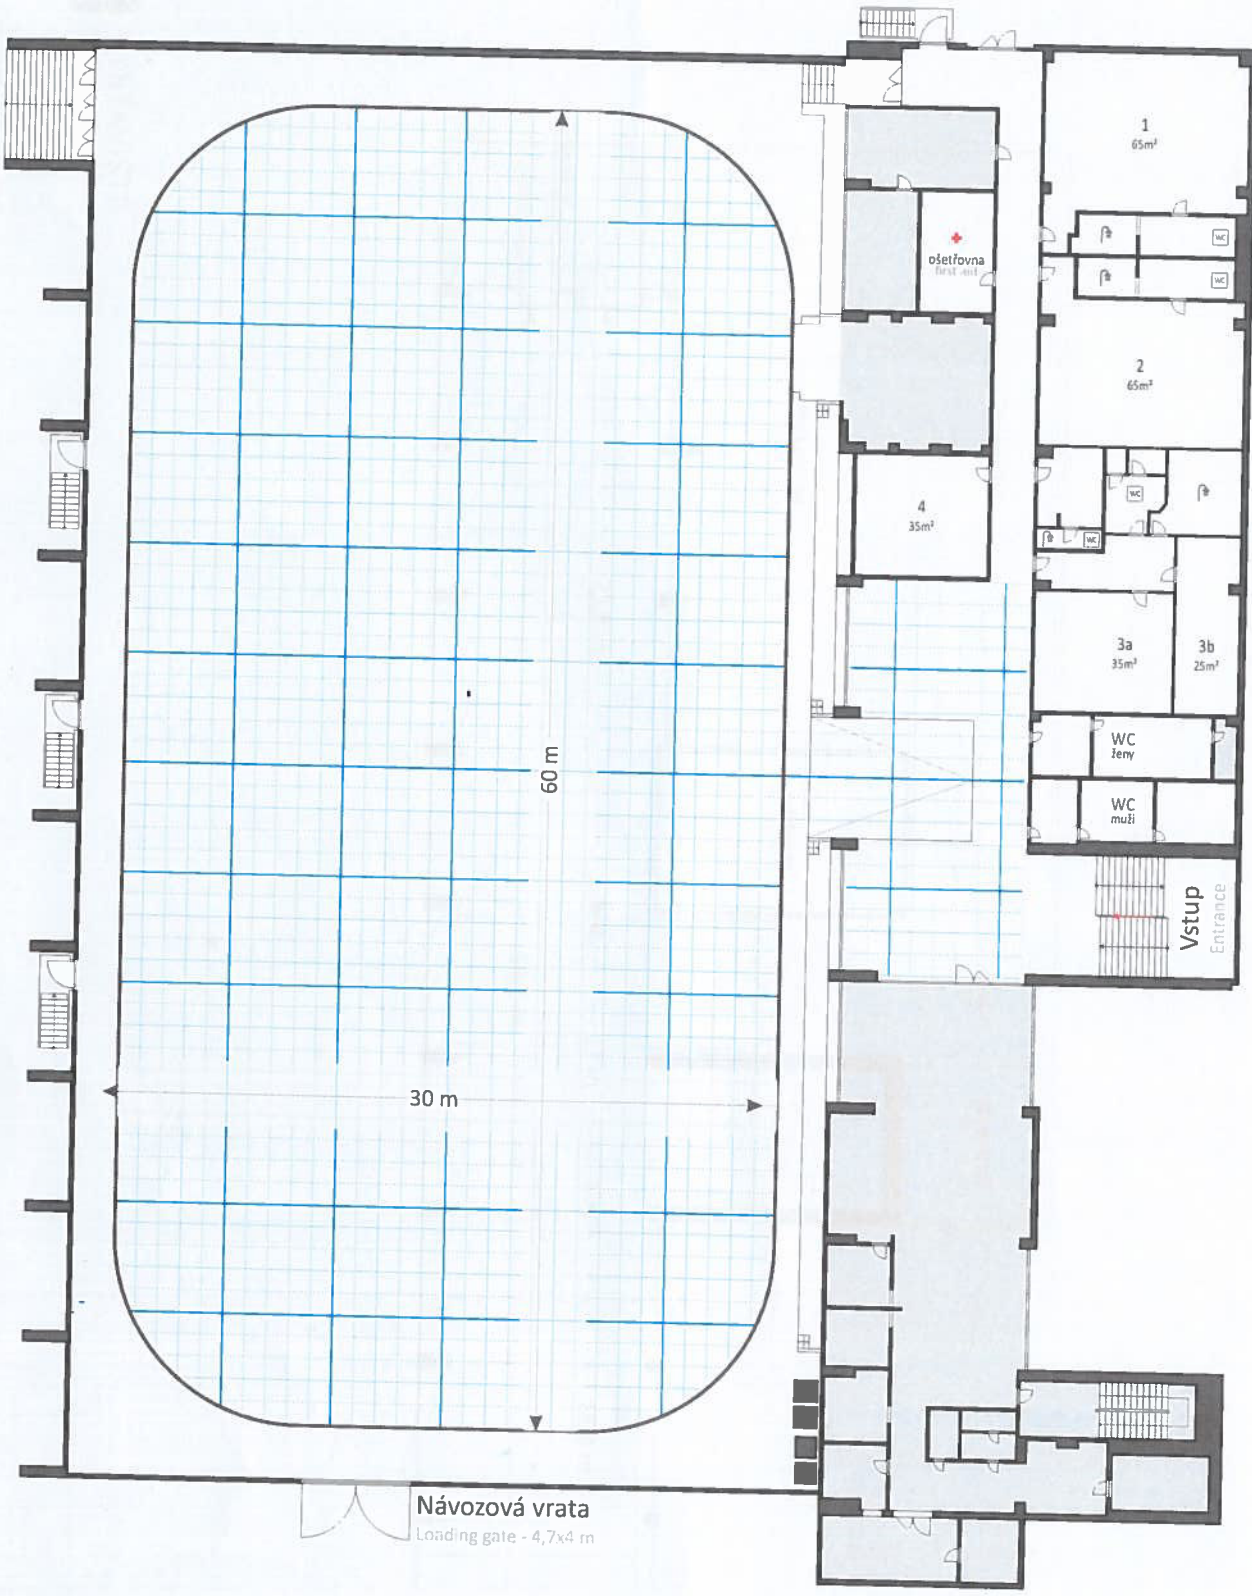 1
65m²
WC
ošetřovna
first aid
WC
2
65m²
4
35m²
WC
WC
3a
35m²
3b
25m²
WC
ženy
60 m
WC
muži
Vstup
Entrance
30 m
Návozová vrata
Loading gate - 4,7x4 m